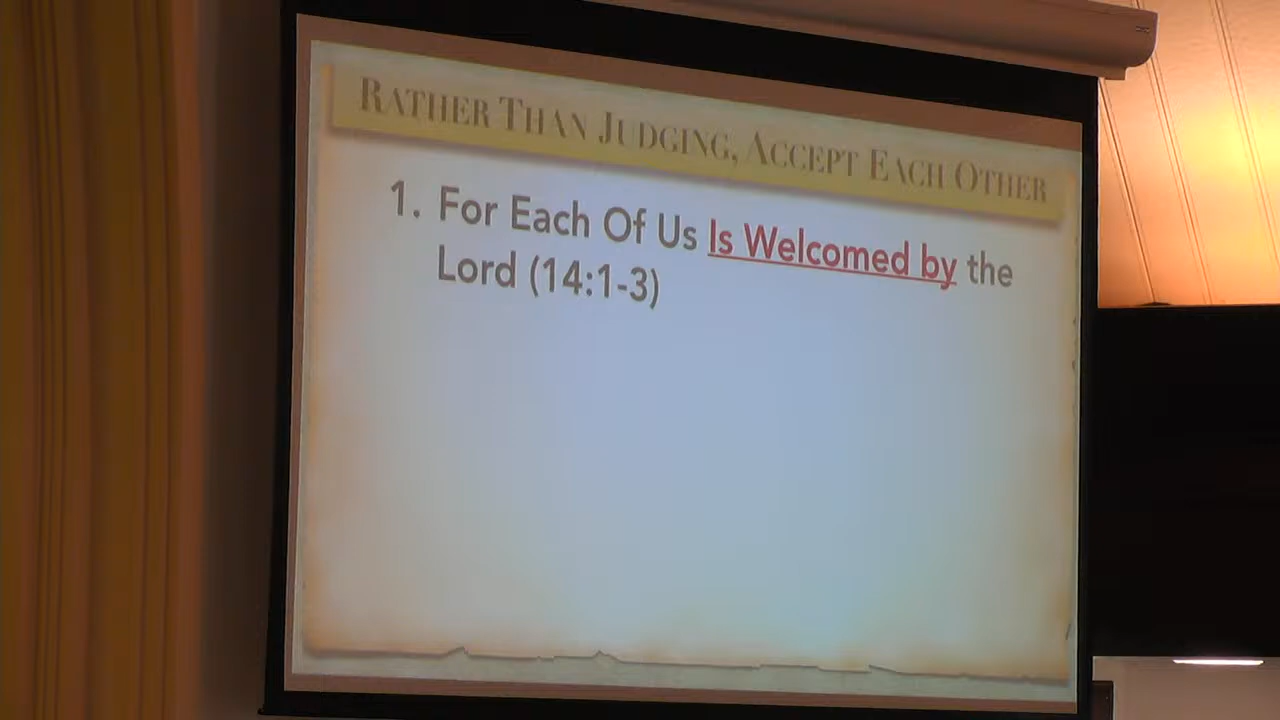 RATHER THAN JUDGING, ACCEPT EACH OTHER
1. For Each Of Us Is Welcomed by the
Lord (14:1-3)